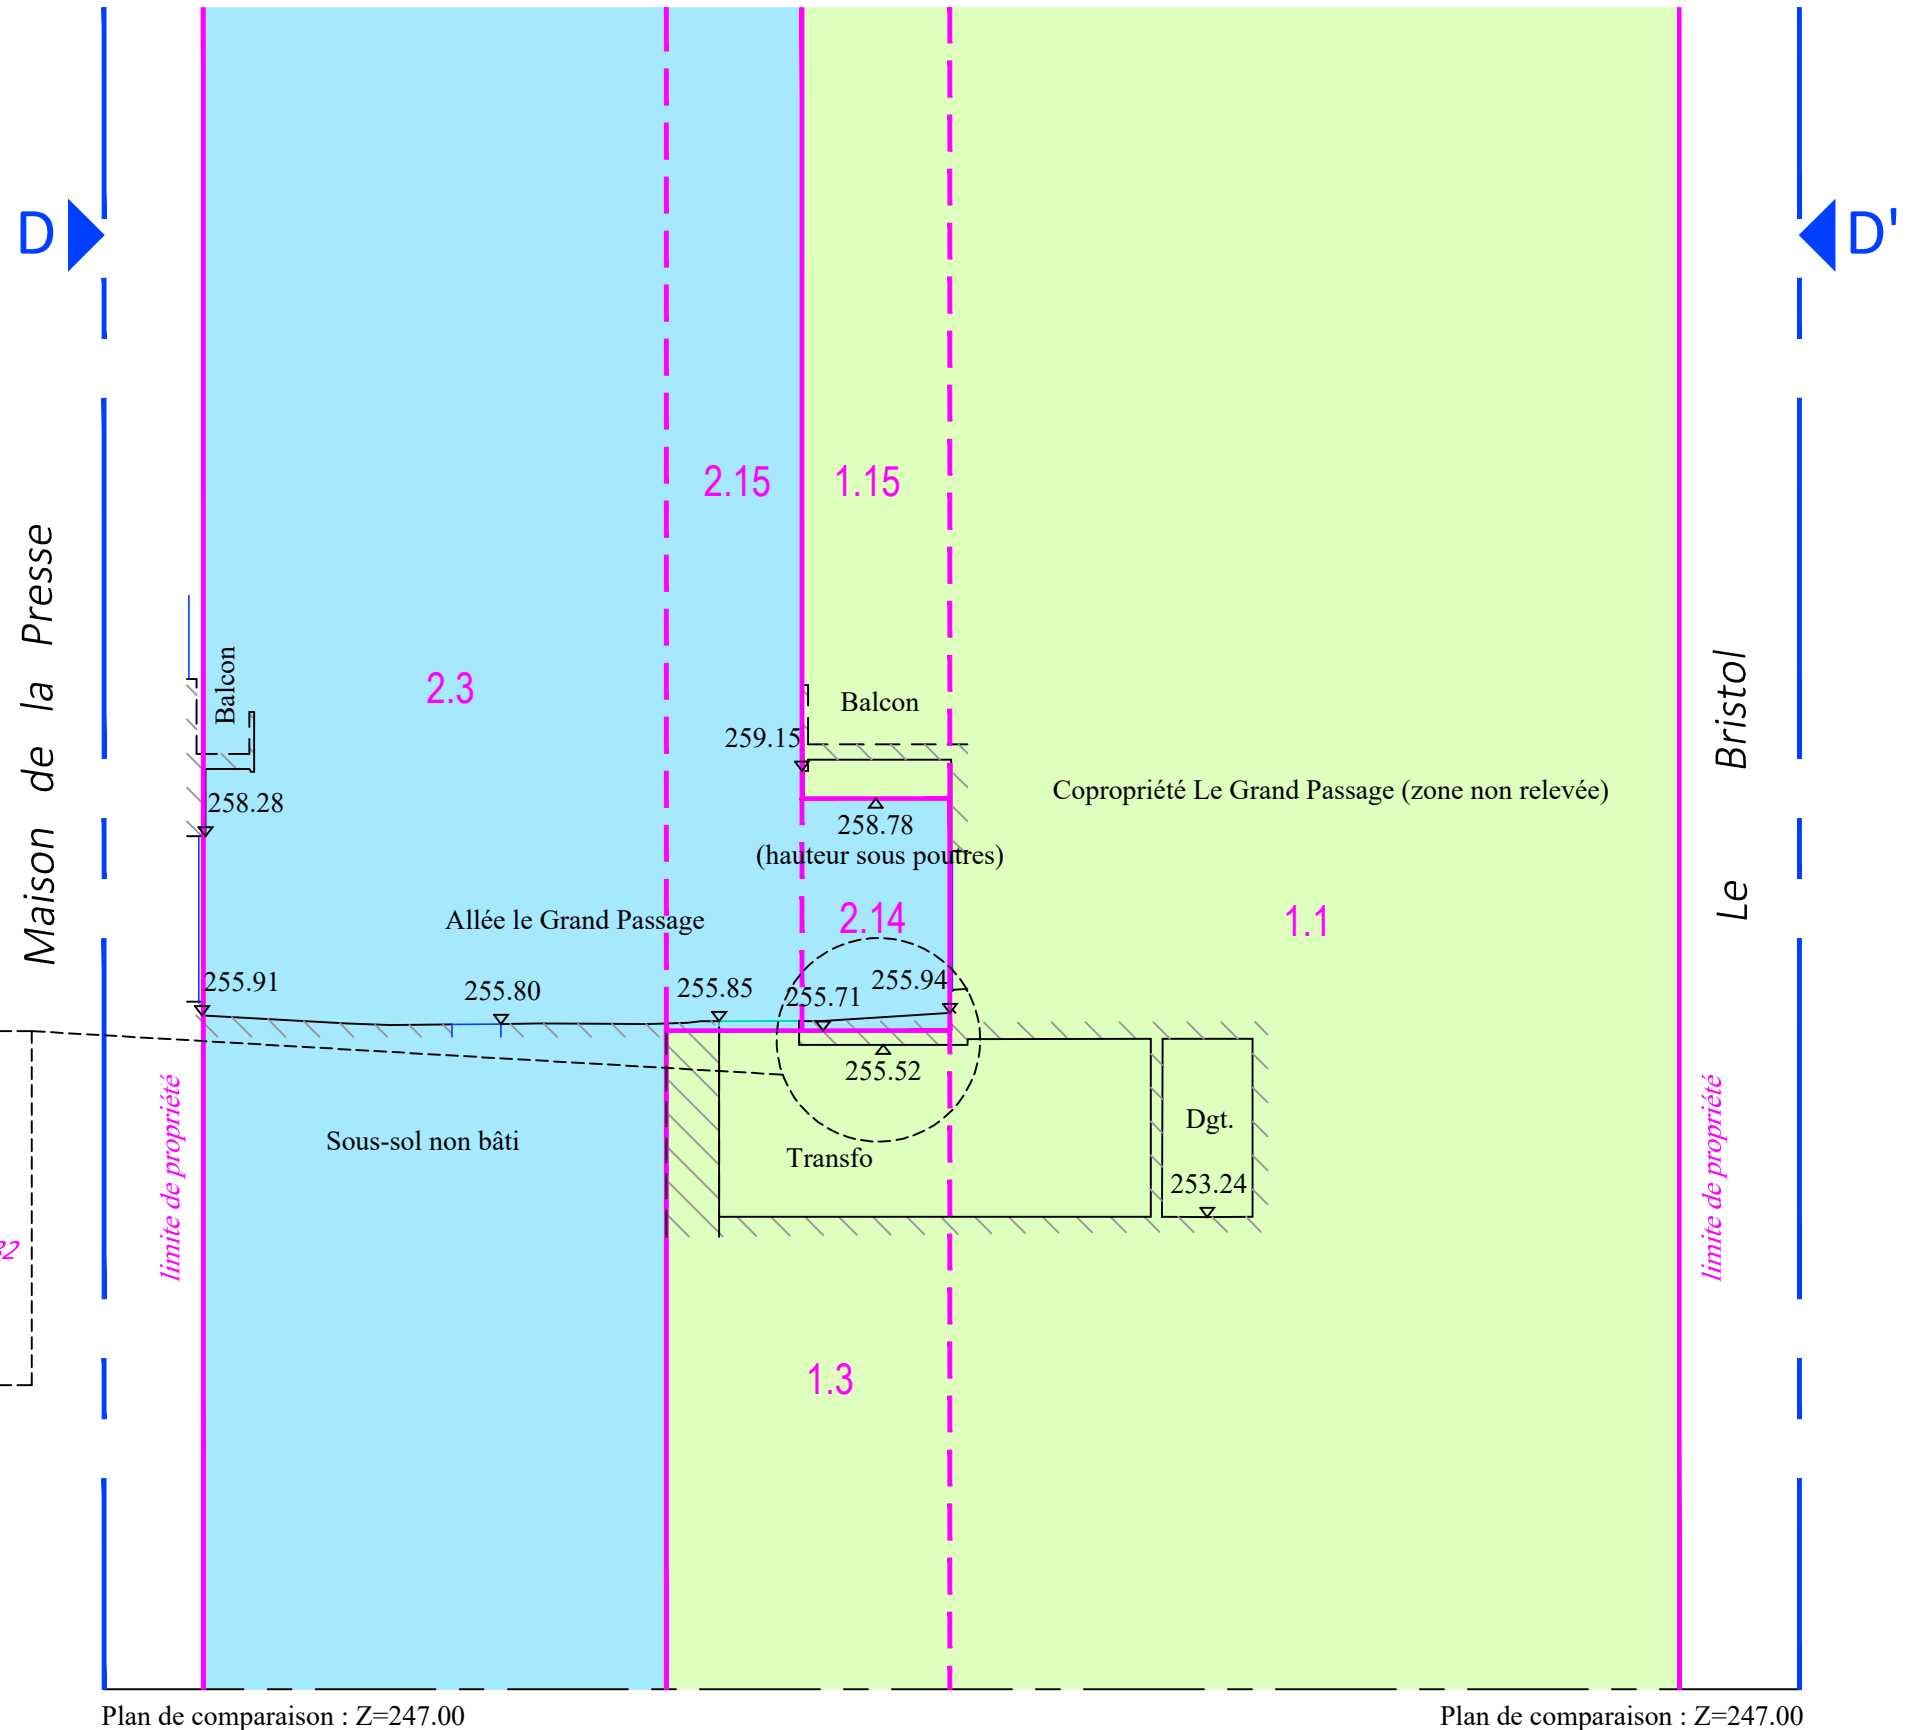 D
D'
2.15
1.15
Maison de la Presse
Balcon
2.3
Balcon
259.15
Le Bristol
258.28
Copropriété Le Grand Passage (zone non relevée)
258.78
(hauteur sous poutres)
Allée le Grand Passage
2.14
1.1
255.91
255.80
255.85
255.71
255.94
255.52
limite de propriété
Sous-sol non bâti
Transfo
Dgt.
253.24
limite de propriété
1.3
Plan de comparaison : Z=247.00
Plan de comparaison : Z=247.00